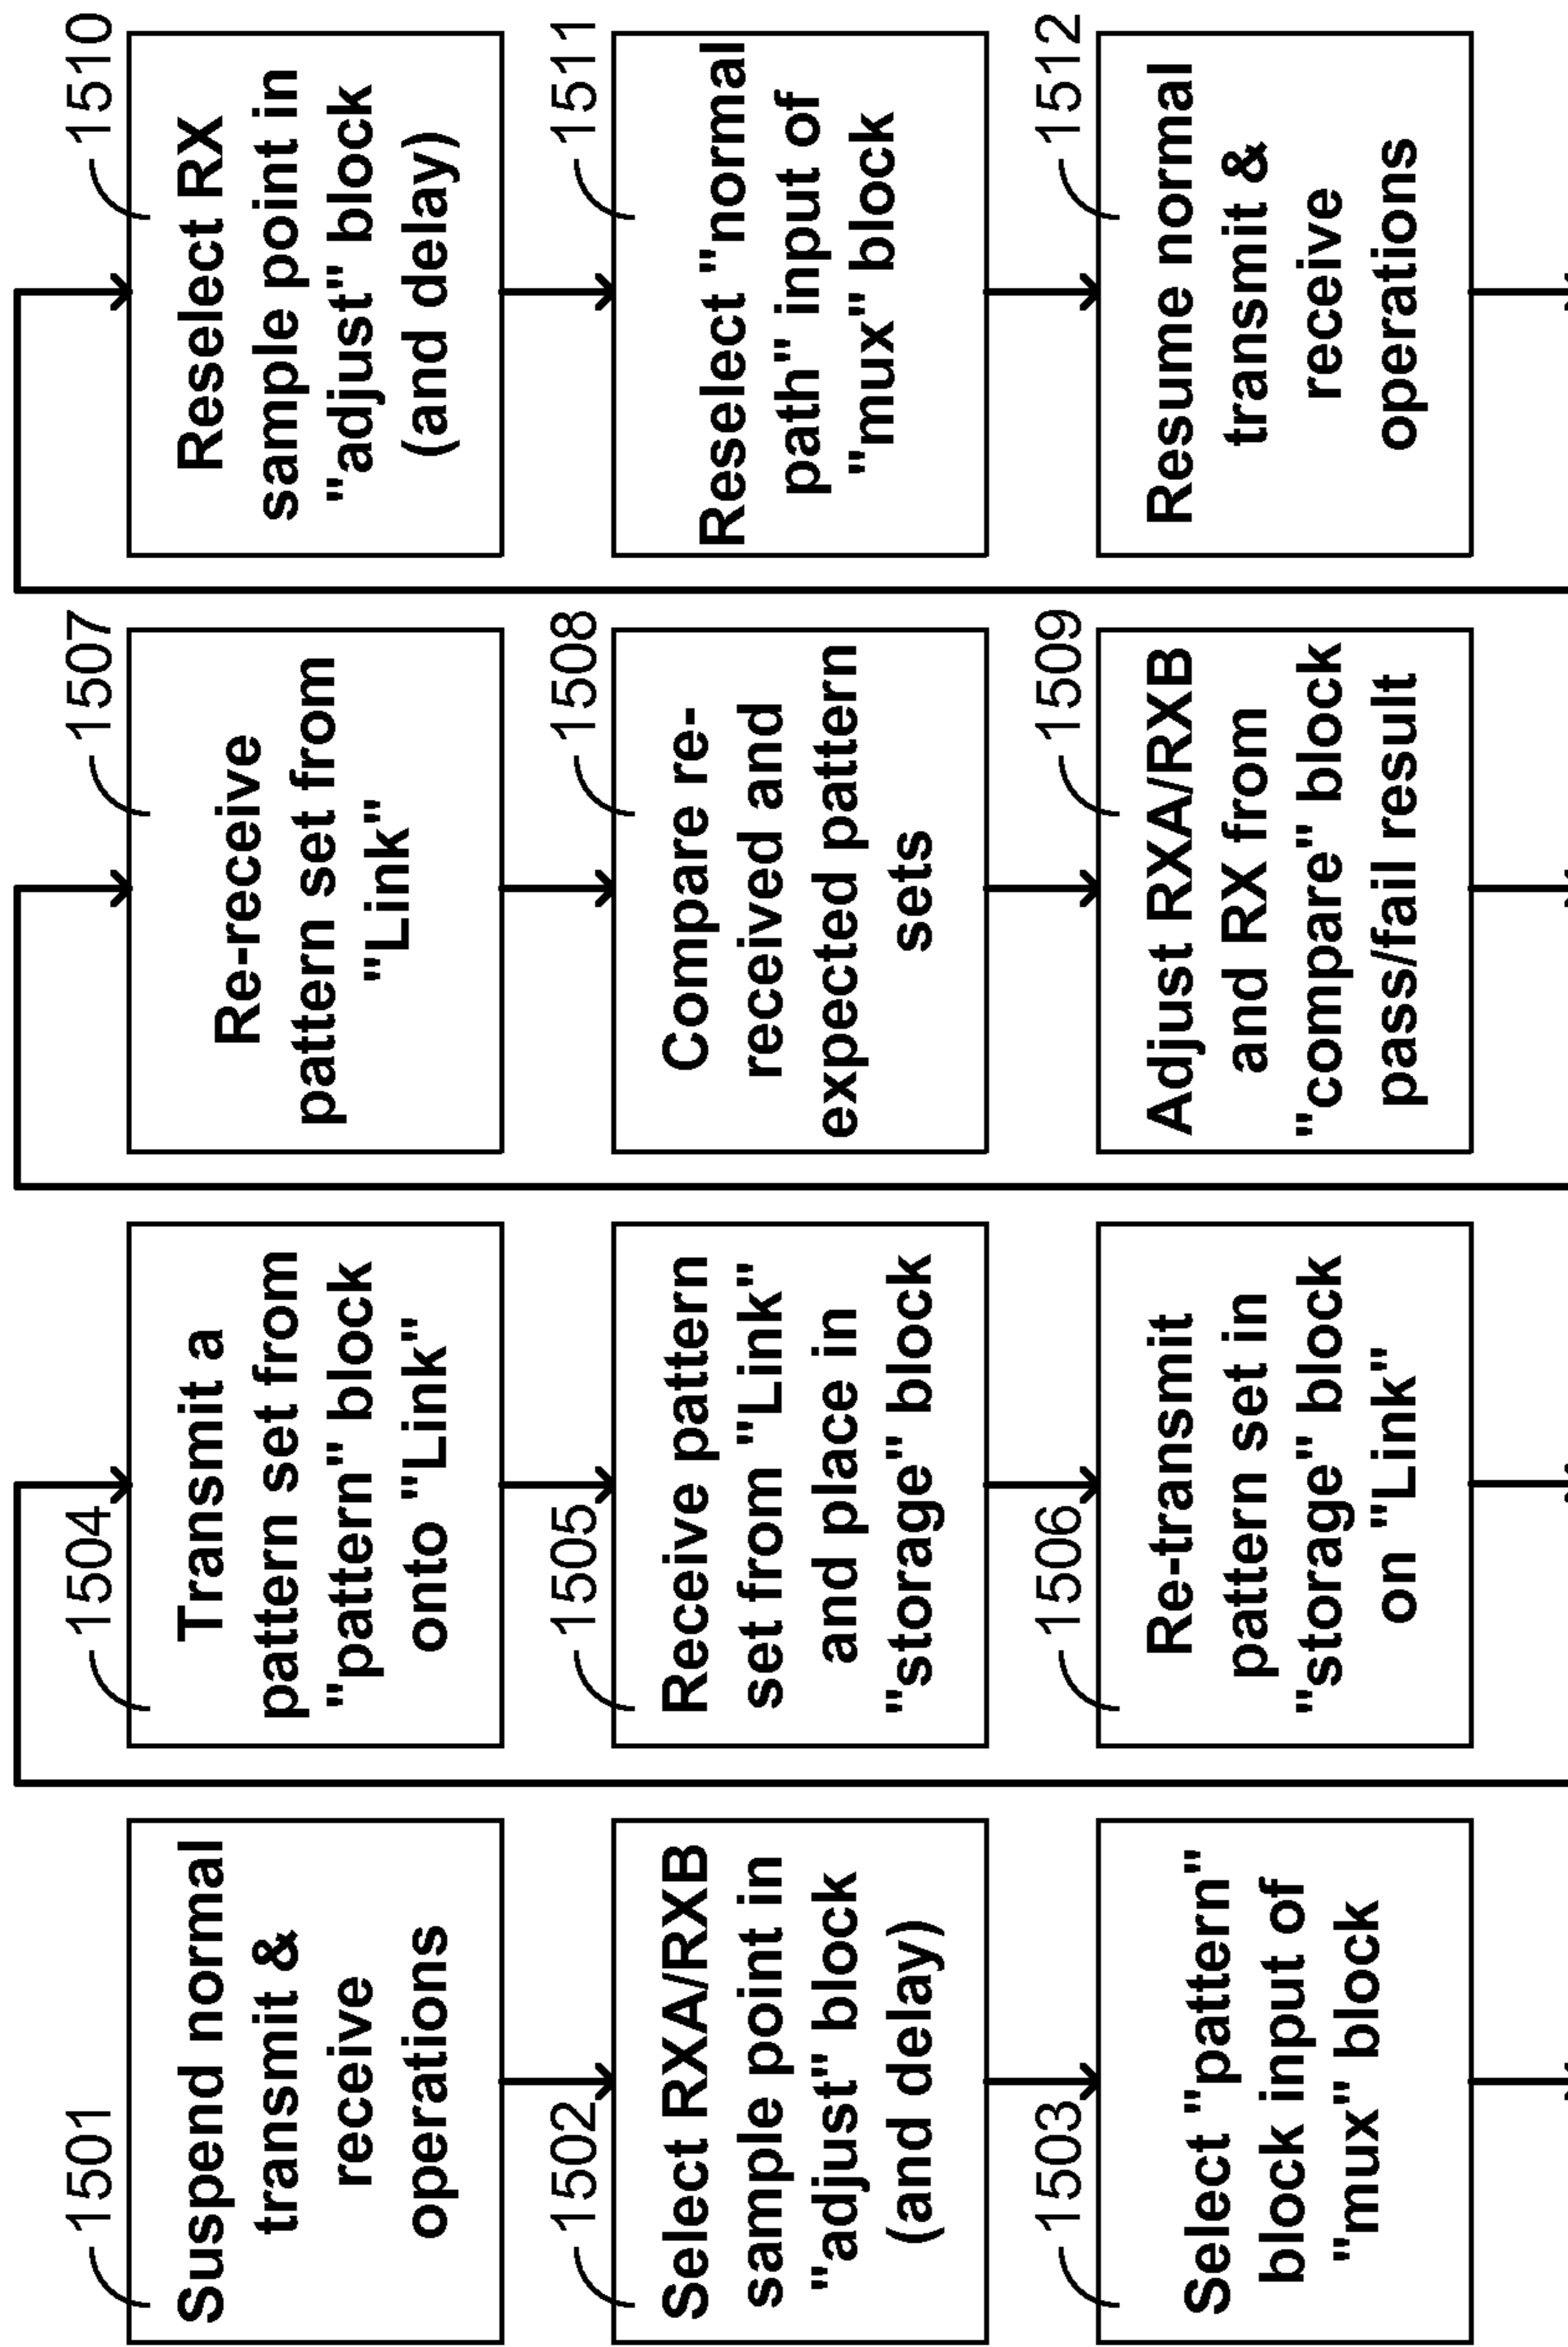 1501
Suspend normal
transmit &
receive
operations
1502
Select RXA/RXB
sample point in
"adjust" block
(and delay)
1503
Select "pattern"
block input of
"mux" block
1504
Transmit a
pattern set from
"pattern" block
onto "Link"
1505
Receive pattern
set from "Link"
and place in
"storage" block
1506
Re-transmit
pattern set in
"storage" block
on "Link"
1507
Re-receive
pattern set from
"Link"
1508
Compare re-
received and
expected pattern
sets
1509
Adjust RXA/RXB
and RX from
"compare" block
pass/fail result
1510
Reselect RX
sample point in
"adjust" block
(and delay)
1511
Reselect "normal
path" input of
"mux" block
1512
Resume normal
transmit &
receive
operations